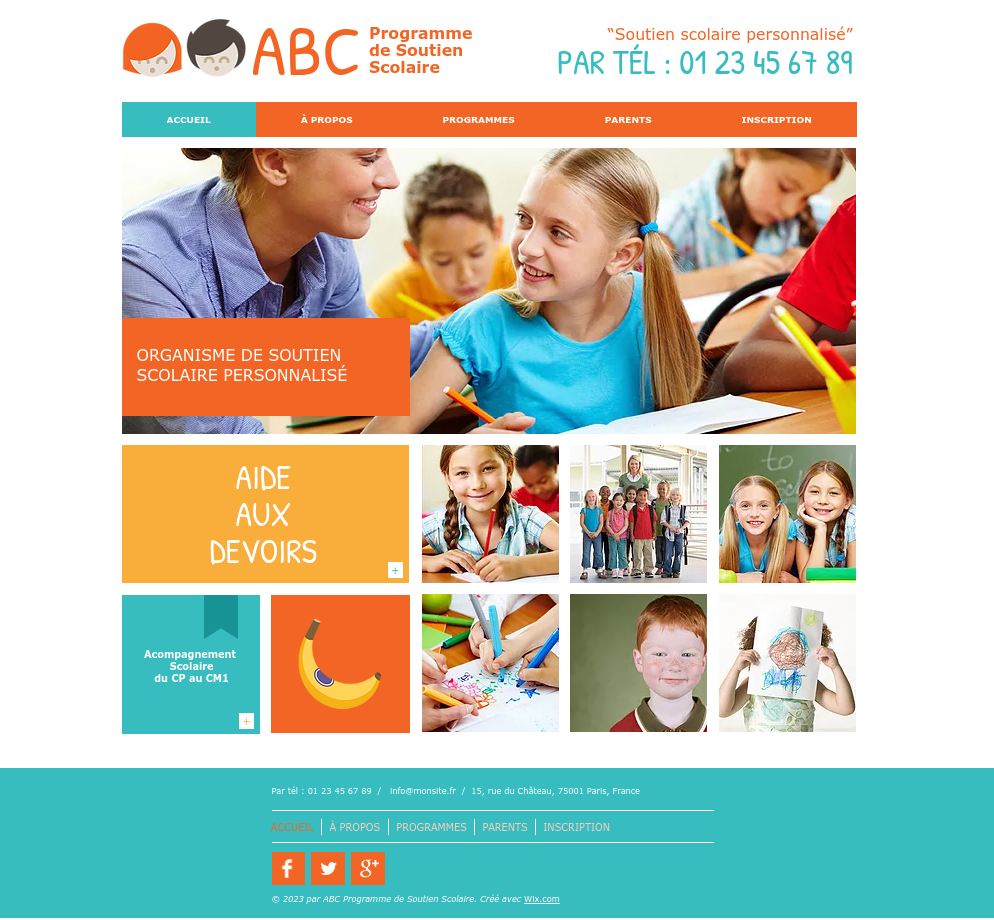 ABC
Programme
de Soutien
Scolaire
“Soutien scolaire personnalisé”
PAR TÉL : 01 23 45 67 89
ACCUEIL À PROPOS PROGRAMMES PARENTS INSCRIPTION
ORGANISME DE SOUTIEN
SCOLAIRE PERSONNALISÉ
AIDE
AUX
DEVOIRS
+
Acompagnement
Scolaire
du CP au CM1
+
Par tél : 01 23 45 67 89 / info@monsite.fr / 15, rue du Château, 75001 Paris, France
ACCUEIL À PROPOS PROGRAMMES PARENTS INSCRIPTION
© 2023 par ABC Programme de Soutien Scolaire. Créé avec Wix.com